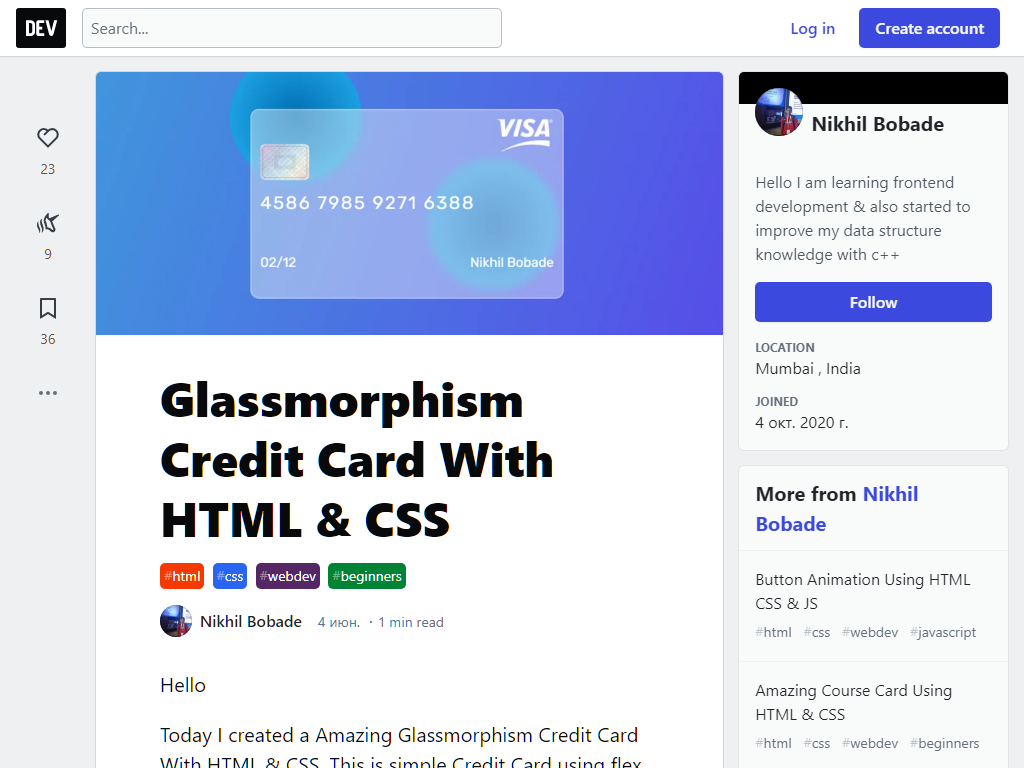 DEV
Search...
Log in
Create account
23
9
36
VISA
4586 7985 9271 6388
02/12
Nikhil Bobade
Glassmorphism
Credit Card With
HTML & CSS
#html #css #webdev #beginners
Nikhil Bobade 4 июн. · 1 min read
Hello
Today I created a Amazing Glassmorphism Credit Card
With HTML & CSS. This is simple Credit Card using flex
Nikhil Bobade
Hello I am learning frontend
development & also started to
improve my data structure
knowledge with c++
Follow
LOCATION
Mumbai , India
JOINED
4 окт. 2020 г.
More from Nikhil
Bobade
Button Animation Using HTML
CSS & JS
#html #css #webdev #javascript
Amazing Course Card Using
HTML & CSS
#html #css #webdev #beginners